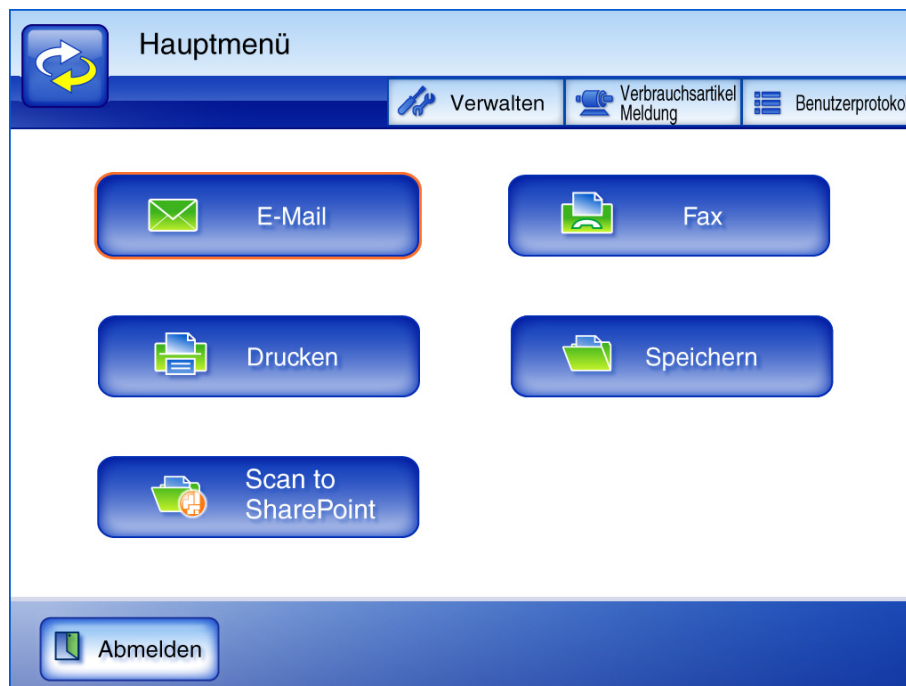 Hauptmenü
Verwalten
Verbrauchsartikel
Meldung
Benutzerprotoko
E-Mail
Fax
Drucken
Speichern
Scan to
SharePoint
Abmelden